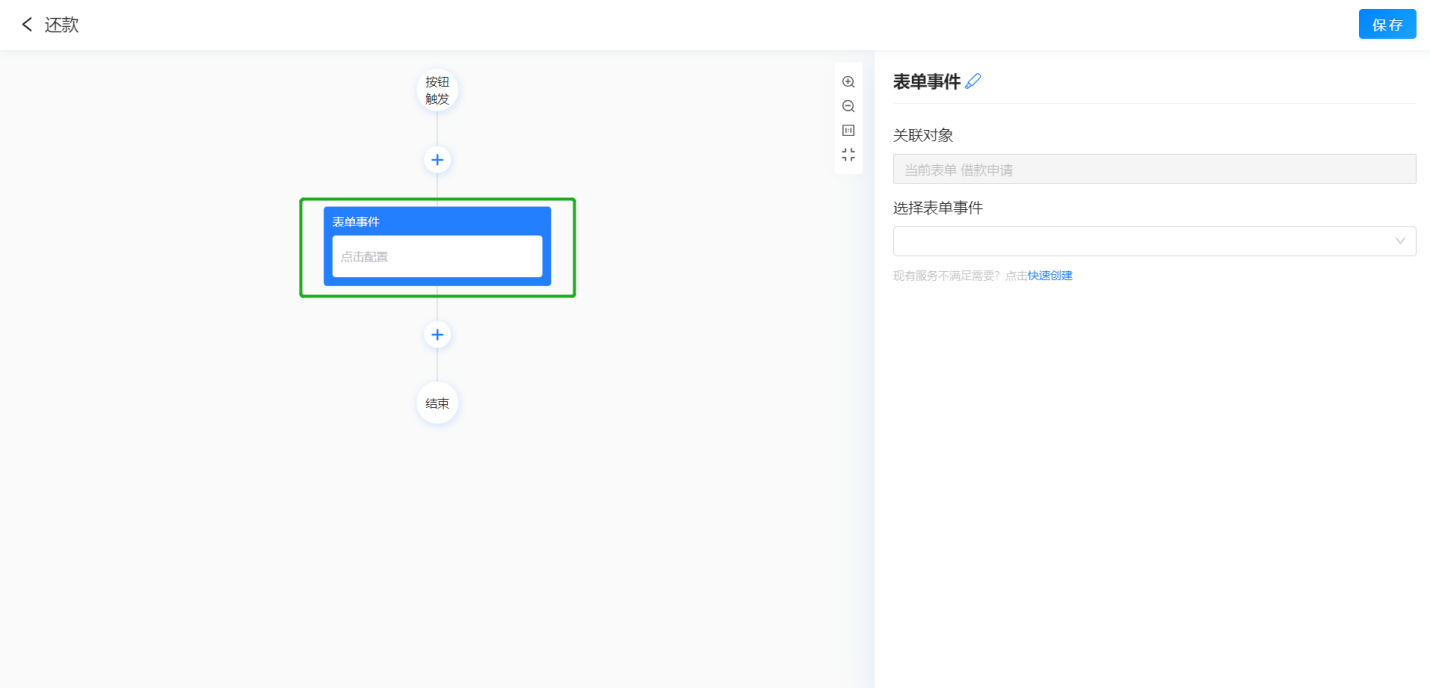 还款
保存
按钮
触发
表单事件
点击配置
结束
表单事件
关联对象
当前表单 借款申请
选择表单事件
现有服务不满足需要？点击快速创建